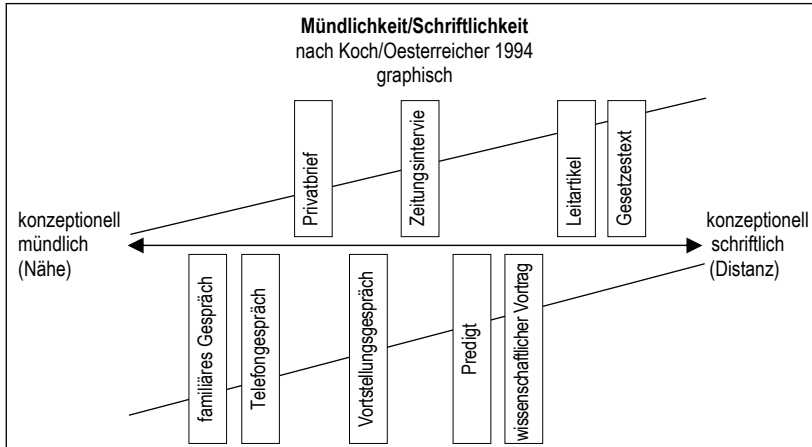 Mündlichkeit/Schriftlichkeit
nach Koch/Oesterreicher 1994
graphisch
Privatbrief
Zeitungsintervie
Leitartikel
Gesetzestext
konzeptionell
mündlich
(Nähe)
konzeptionell
schriftlich
(Distanz)
familiäres Gespräch
Telefongespräch
Vortstellungsgespräch
Predigt
wissenschaftlicher Vortrag